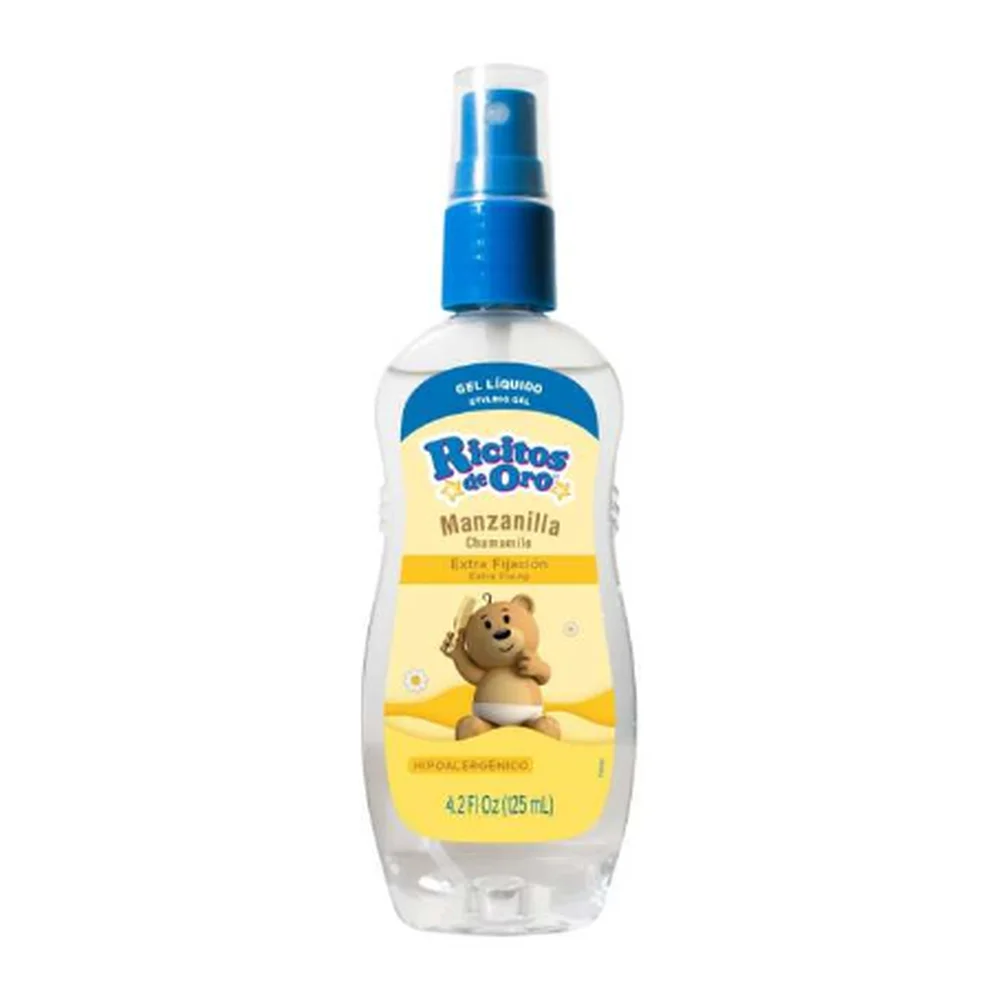 GEL LÍQUIDO
STYLING GEL
Ricitos
de Oro
Manzanilla
Chamomile
Extra Fijación
Extra Fixing
HIPOALERGÉNICO
4.2 Fl Oz (125 mL)